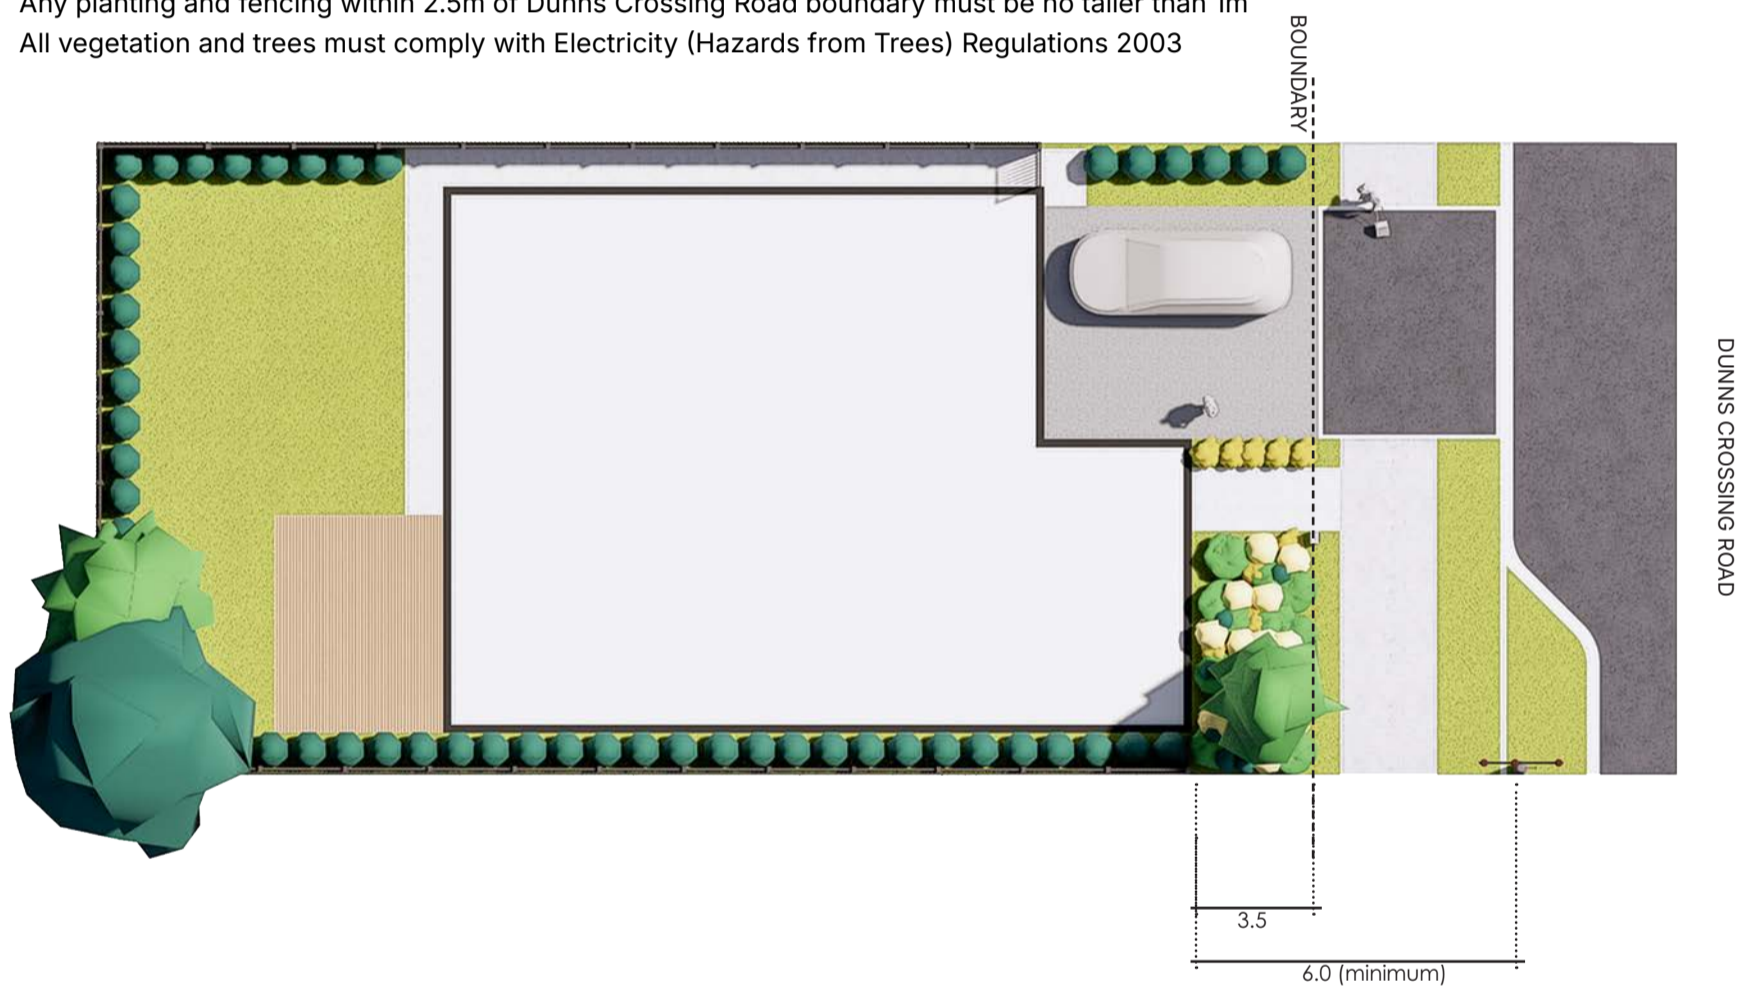 Any planting and fencing within 2.5m of Dunns Crossing Road boundary must be no taller than 1m
All vegetation and trees must comply with Electricity (Hazards from Trees) Regulations 2003
BOUNDARY
DUNNS CROSSING ROAD
3.5
6.0 (minimum)